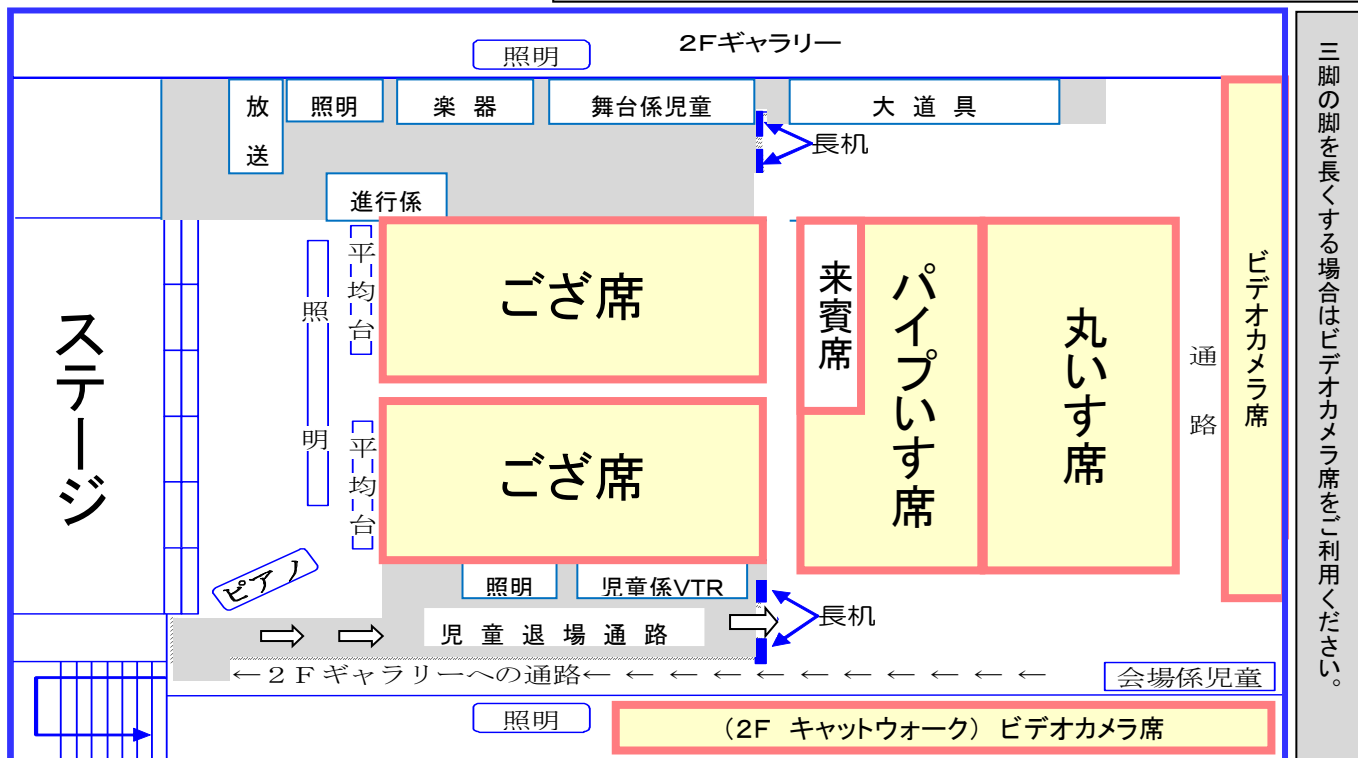 2Fギャラリー
照明
放送
照明
楽器
舞台係児童
大道具
長机
進行係
ステージ
照明
平均台
平均台
ござ席
ござ席
来賓席
パイプいす席
丸いす席
通路
ビデオカメラ席
三脚の脚を長くする場合はビデオカメラ席をご利用ください。
ピアノ
照明
児童係VTR
長机
児童退場通路
←2Fギャラリーへの通路← ← ← ← ← ← ← ← ← ← ←
会場係児童
照明
(2F キャットウォーク) ビデオカメラ席